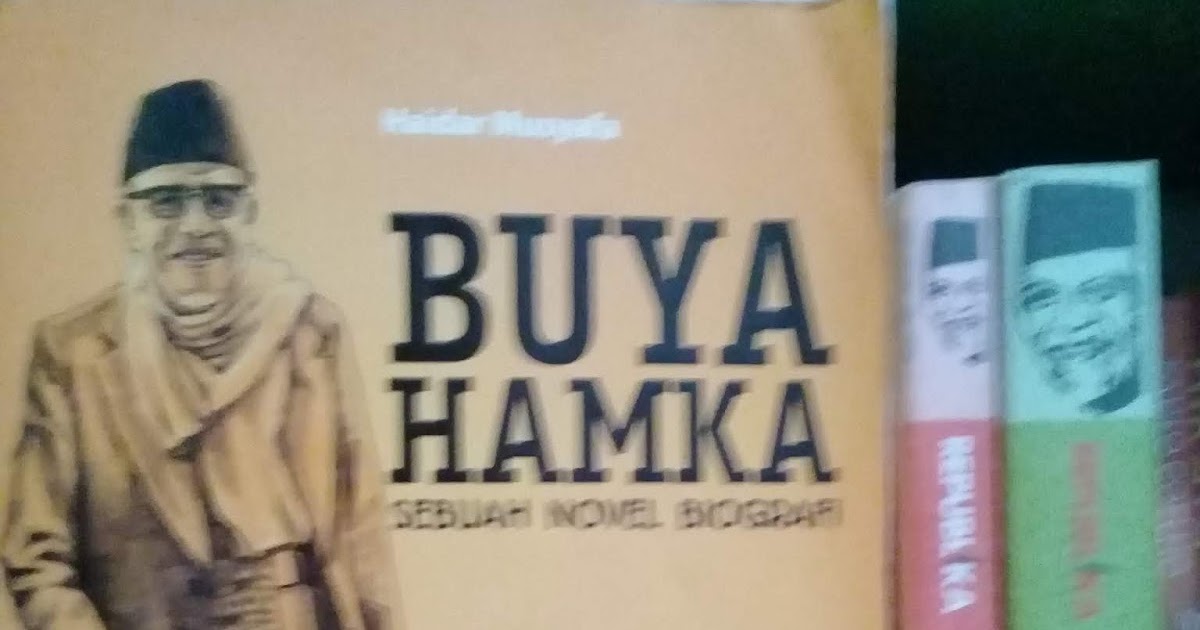 Haidar Musyafa
BUYA
HAMKA
SEBUAH NOVEL BIOGRAFI
REPUBLIKA